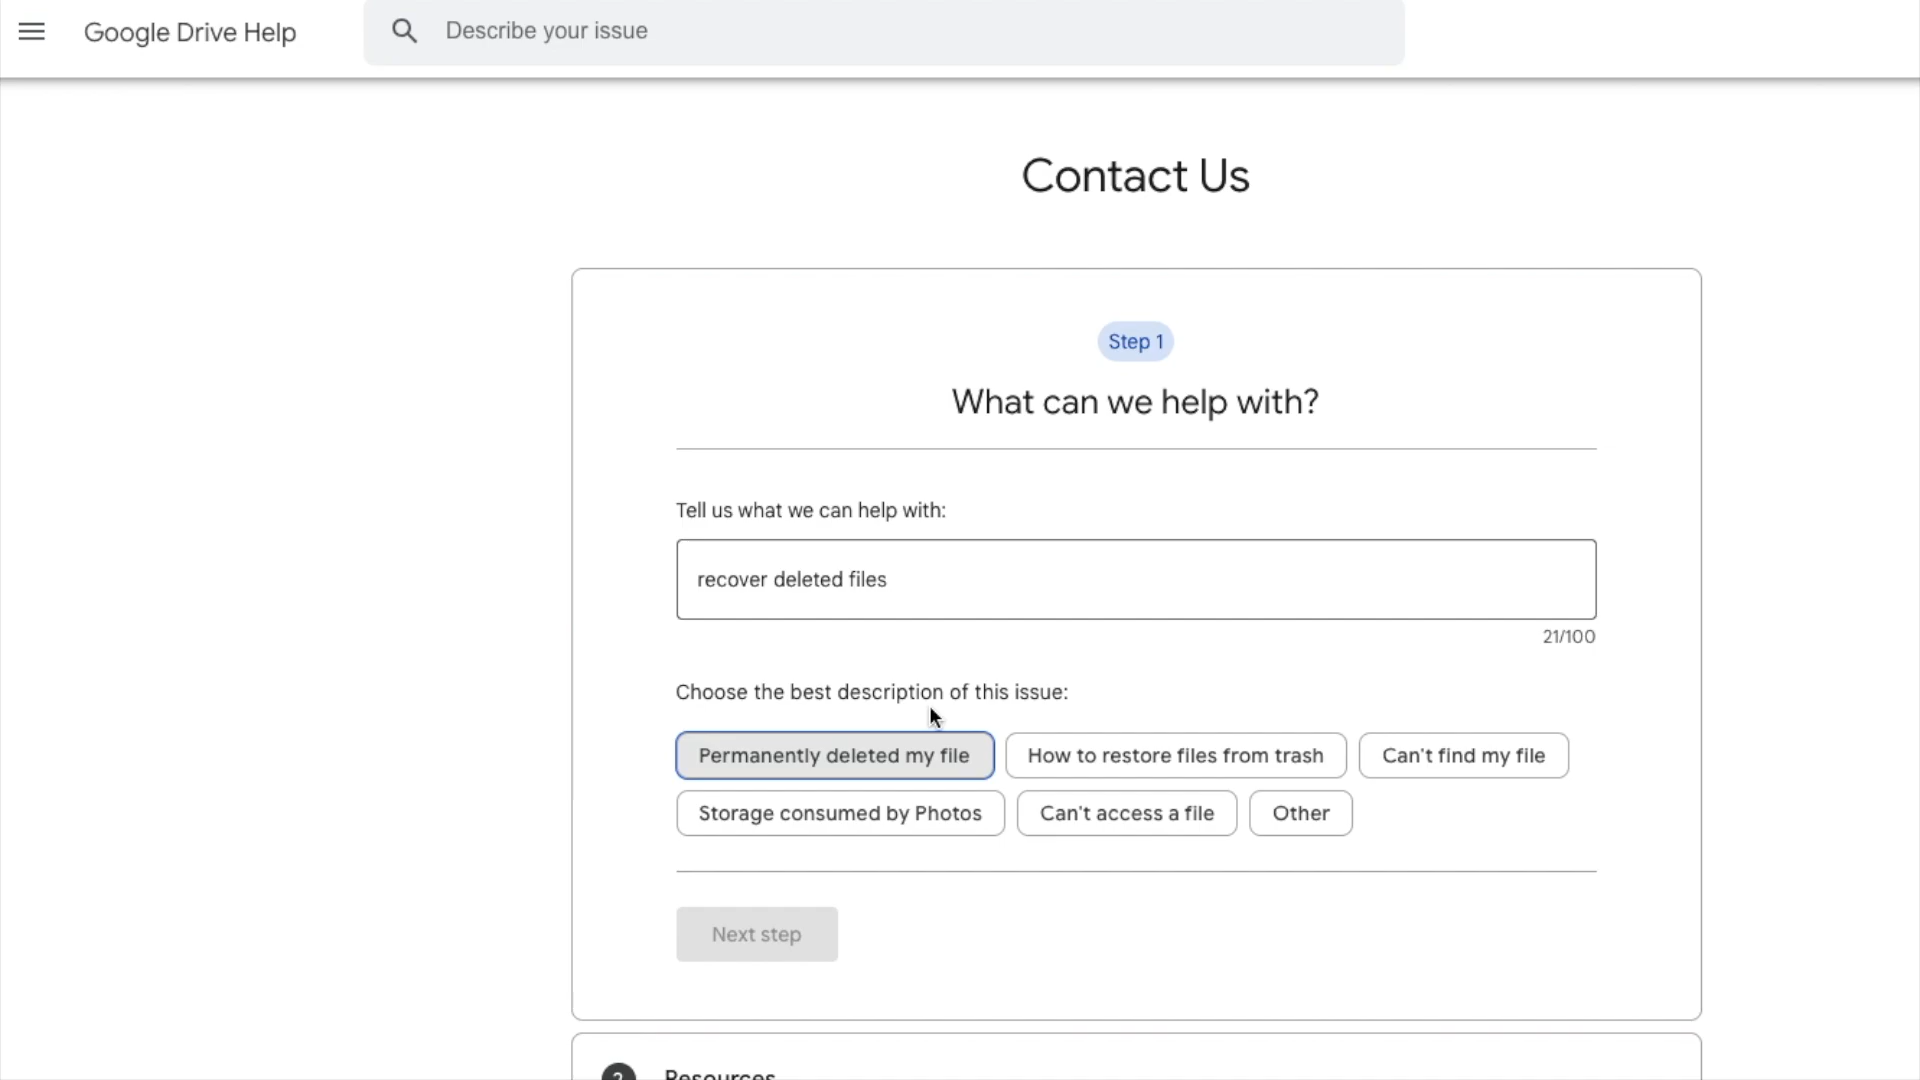 Google Drive Help
Describe your issue
Contact Us
Step 1
What can we help with?
Tell us what we can help with:
recover deleted files
21/100
Choose the best description of this issue:
Permanently deleted my file
How to restore files from trash
Can't find my file
Storage consumed by Photos
Can't access a file
Other
Next step
2
Resources